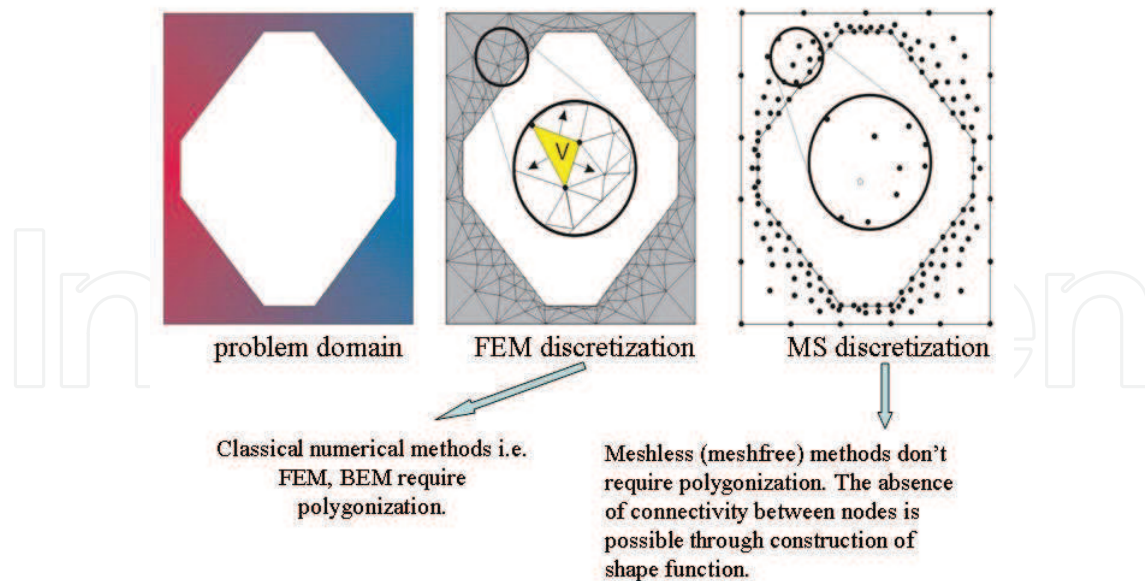 V
problem domain
FEM discretization
MS discretization
Classical numerical methods i.e.
FEM, BEM require
polygonization.
Meshless (meshfree) methods don't
require polygonization. The absence
of connectivity between nodes is
possible through construction of
shape function.